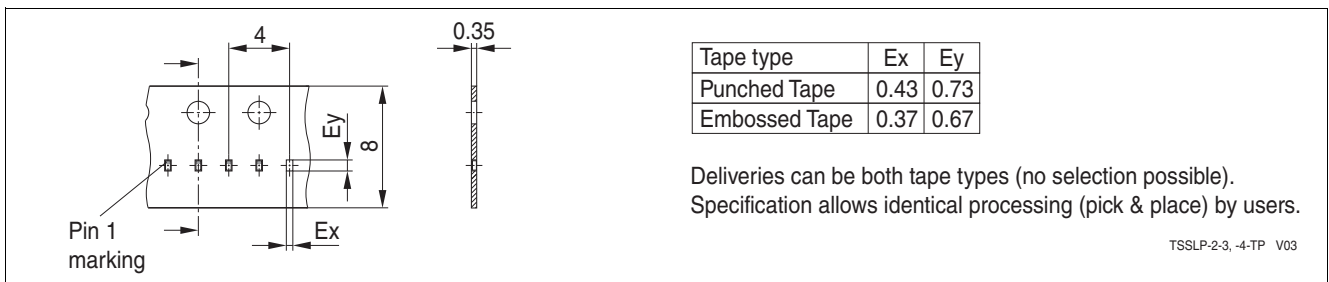 4
0.35
Ey
8
Pin 1
marking
Ex
Tape type Ex Ey
Punched Tape 0.43 0.73
Embossed Tape 0.37 0.67
Deliveries can be both tape types (no selection possible).
Specification allows identical processing (pick & place) by users.
TSSLP-2-3, -4-TP V03